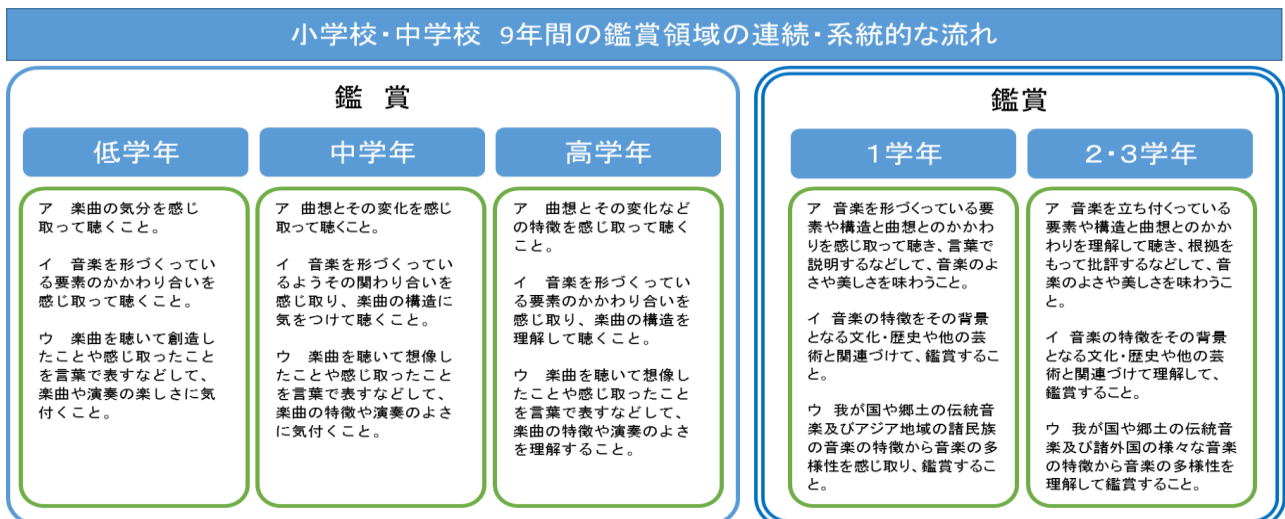 小学校・中学校 9年間の鑑賞領域の連続・系統的な流れ
鑑 賞
低学年
ア 楽曲の気分を感じ
取って聴くこと。
イ 音楽を形づくってい
る要素のかかわり合いを
感じ取って聴くこと。
ウ 楽曲を聴いて創造し
たことや感じ取ったこと
を言葉で表すなどして、
楽曲や演奏の楽しさに気
付くこと。
中学年
ア 曲想とその変化を感じ
取って聴くこと。
イ 音楽を形づくってい
るようその関わり合いを
感じ取り、楽曲の構造に
気をつけて聴くこと。
ウ 楽曲を聴いて想像し
たことや感じ取ったこと
を言葉で表すなどして、
楽曲の特徴や演奏のよさ
に気付くこと。
高学年
ア 曲想とその変化など
の特徴を感じ取って聴く
こと。
イ 音楽を形づくってい
る要素のかかわり合いを
感じ取り、楽曲の構造を
理解して聴くこと。
ウ 楽曲を聴いて想像し
たことや感じ取ったこと
を言葉で表すなどして、
楽曲の特徴や演奏のよさ
を理解すること。
鑑賞
1学年
ア 音楽を形づくっている要
素や構造と曲想とのかかわ
りを感じ取って聴き、言葉で
説明するなどして、音楽のよ
さや美しさを味わうこと。
イ 音楽の特徴をその背景
となる文化・歴史や他の芸
術と関連づけて、鑑賞するこ
と。
ウ 我が国や郷土の伝統音
楽及びアジア地域の諸民族
の音楽の特徴から音楽の多
様性を感じ取り、鑑賞するこ
と。
2・3学年
ア 音楽を立ち付くっている
要素や構造と曲想とのかか
わりを理解して聴き、根拠を
もって批評するなどして、音
楽のよさや美しさを味わうこ
と。
イ 音楽の特徴をその背景
となる文化・歴史や他の芸
術と関連づけて理解して、
鑑賞すること。
ウ 我が国や郷土の伝統音
楽及び諸外国の様々な音楽
の特徴から音楽の多様性を
理解して鑑賞すること。